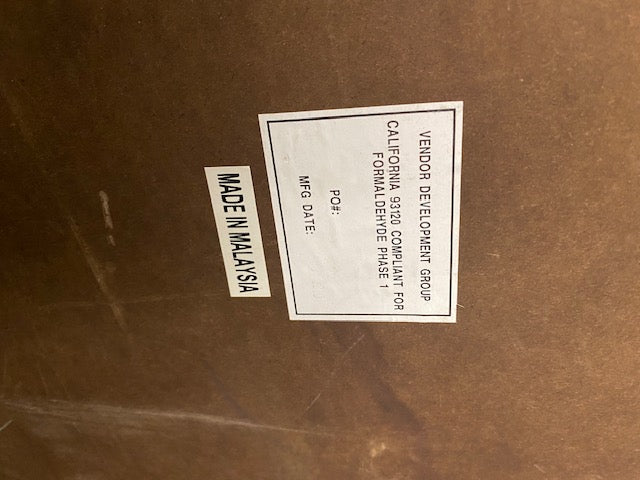 VENDOR DEVELOPMENT GROUP
CALIFORNIA 93120 COMPLIANT FOR
FORMALDEHYDE PHASE 1
PO#:
MFG DATE:
MADE IN MALAYSIA